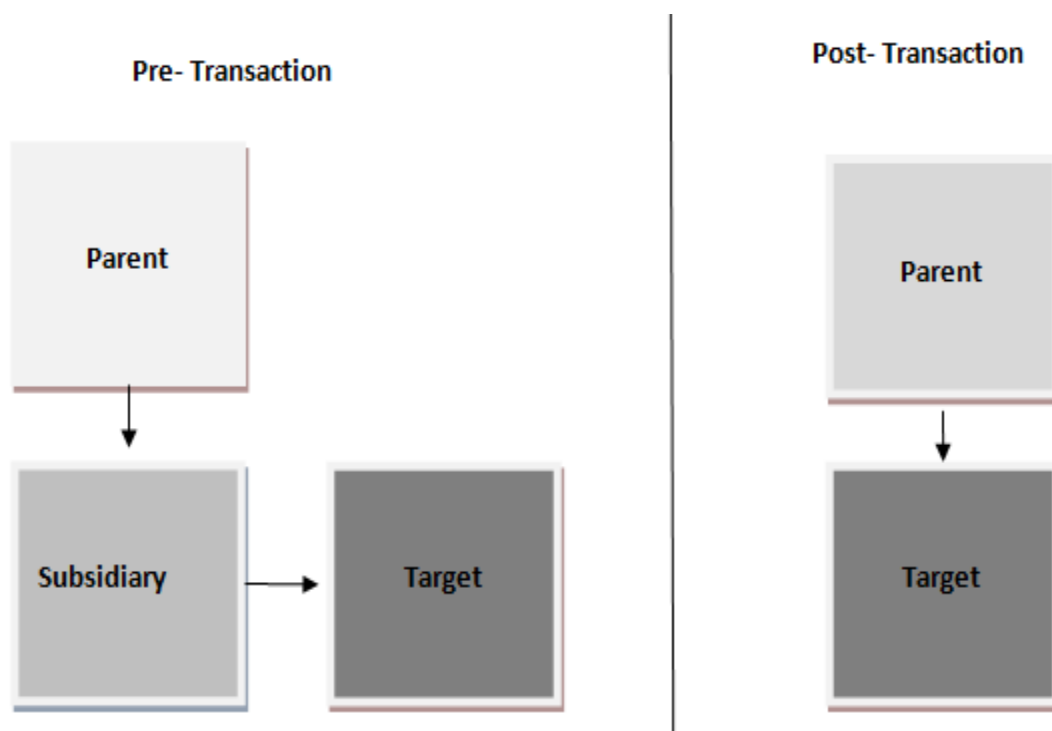 Pre- Transaction
Parent
Subsidiary
Target
Post- Transaction
Parent
Target